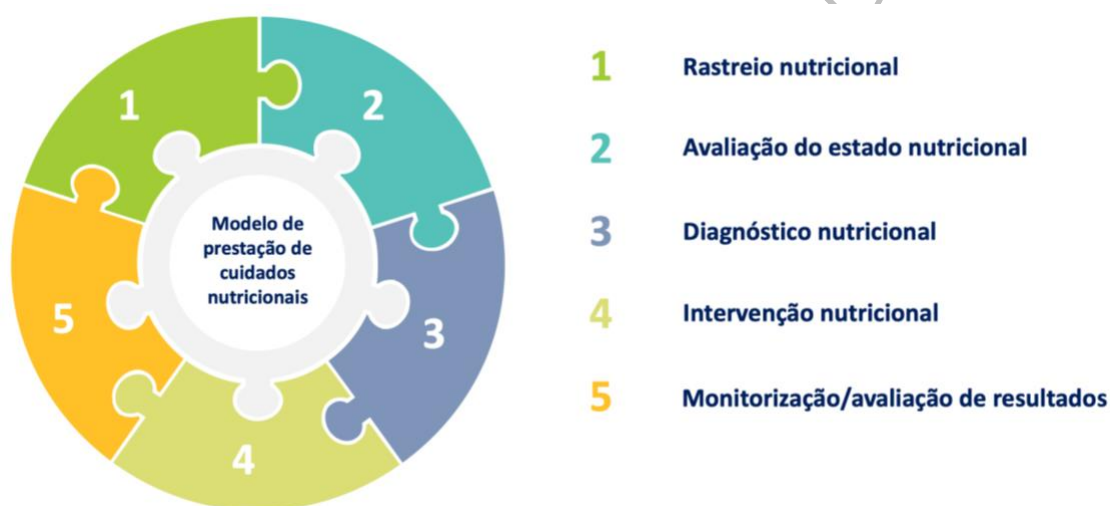 1
2
3
4
5
Modelo de
prestação de
cuidados
nutricionais
1 Rastreio nutricional
2 Avaliação do estado nutricional
3 Diagnóstico nutricional
4 Intervenção nutricional
5 Monitorização/avaliação de resultados